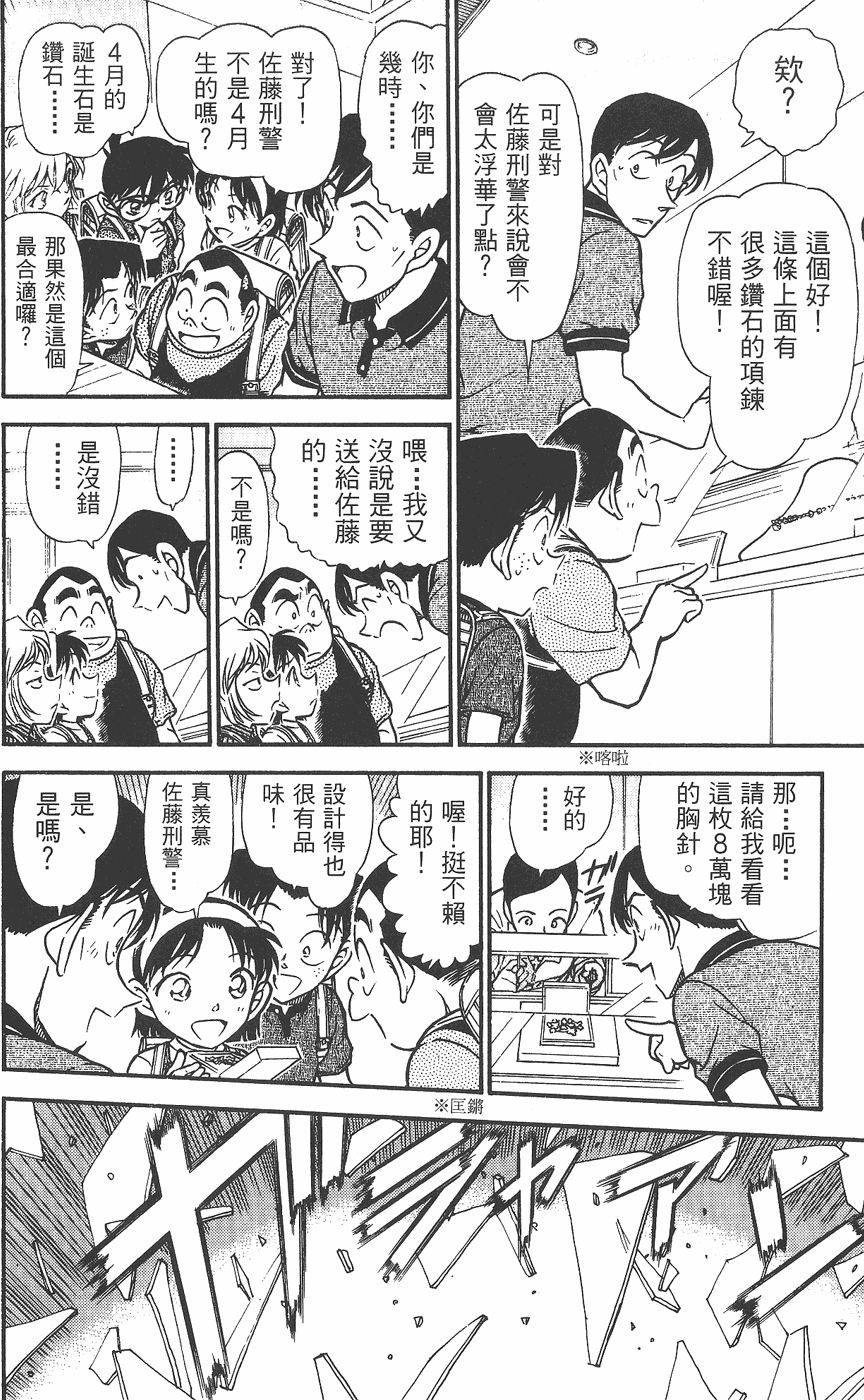 欸？
這個好！
這條上面有
很多鑽石的項鍊
不錯喔！
可是對
佐藤刑警來說會不
會太浮華了點？
你、你們是
幾時……
對了！
佐藤刑警
不是４月
生的嗎？
４月的
誕生石是
鑽石……
那果然是這個
最合適囉？
喂…我又
沒說是要
送給佐藤
的……
不是嗎？
……
是沒錯
……
※喀啦
那…呃…
請給我看看
這枚８萬塊
的胸針。
好的
……
喔！挺不賴
的耶！
設計得也
很有品
味！
真羨慕
佐藤刑警…
是、
是嗎？
※匡鏘